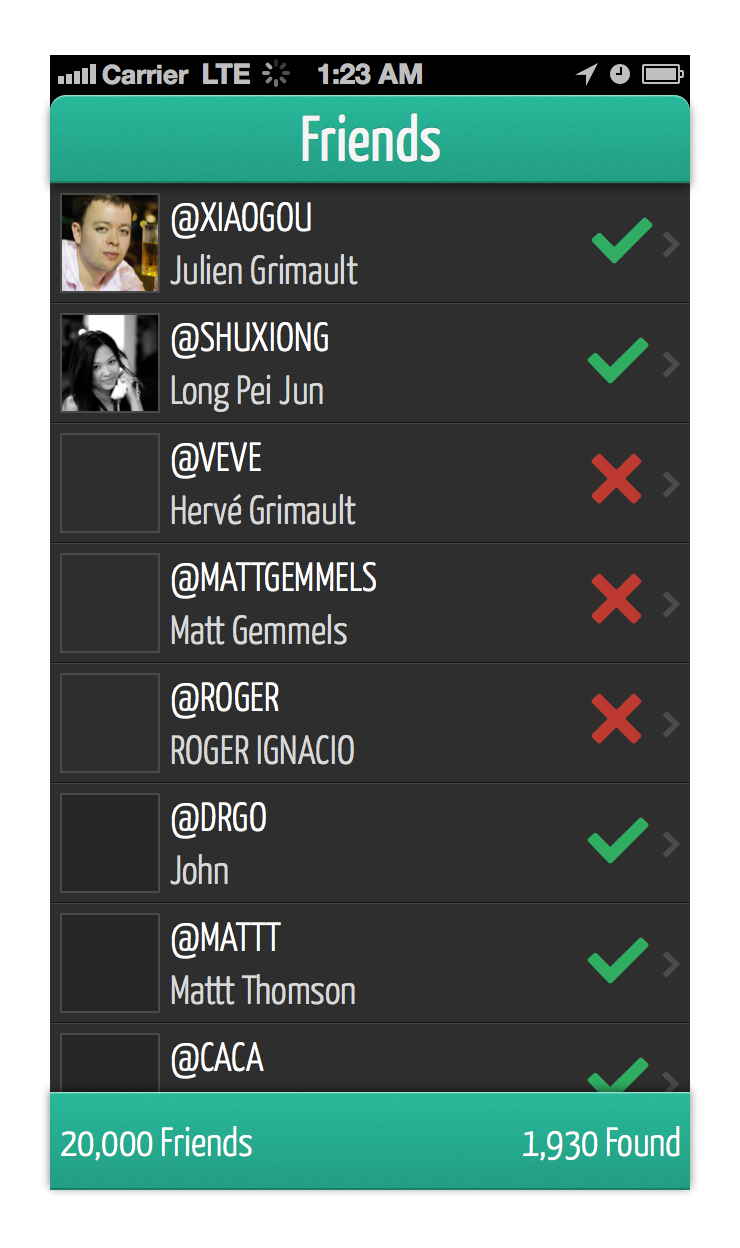 Carrier LTE 1:23 AM
Friends
@XIAOGOU
Julien Grimault
@SHUXIONG
Long Pei Jun
@VEVE
Hervé Grimault
@MATTGEMMELS
Matt Gemmels
@ROGER
ROGER IGNACIO
@DRGO
John
@MATTT
Mattt Thomson
@CACA
20,000 Friends 1,930 Found